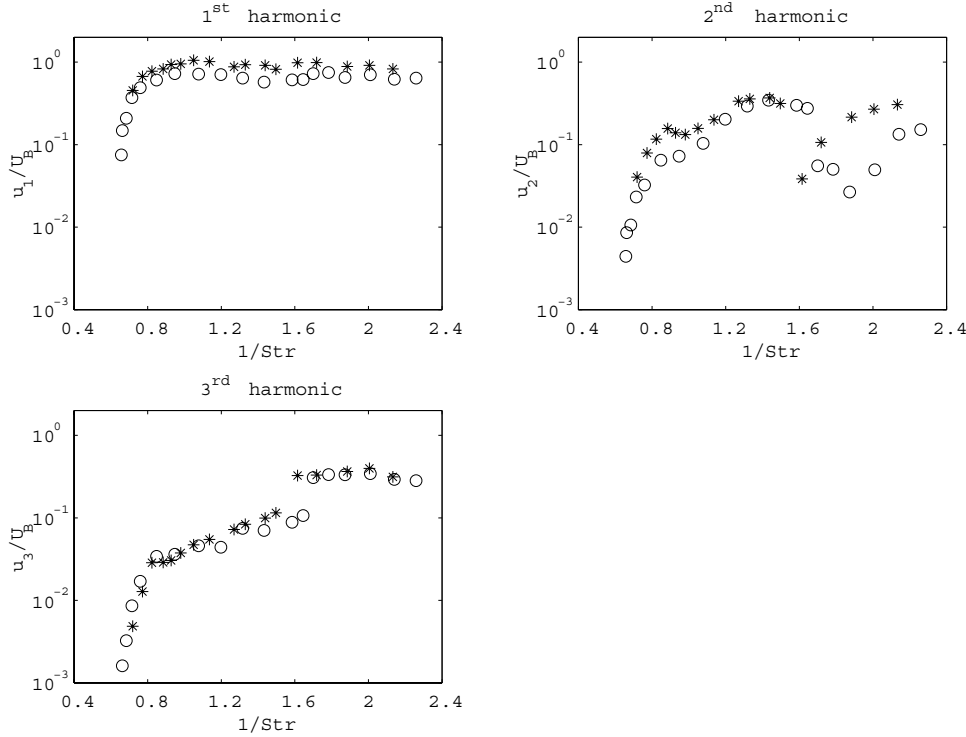 1st harmonic
u1/UB
10^0
10^-1
10^-2
10^-3
0.4 0.8 1.2 1.6 2 2.4
1/Str
2nd harmonic
u2/UB
10^0
10^-1
10^-2
10^-3
0.4 0.8 1.2 1.6 2 2.4
1/Str
3rd harmonic
u3/UB
10^0
10^-1
10^-2
10^-3
0.4 0.8 1.2 1.6 2 2.4
1/Str